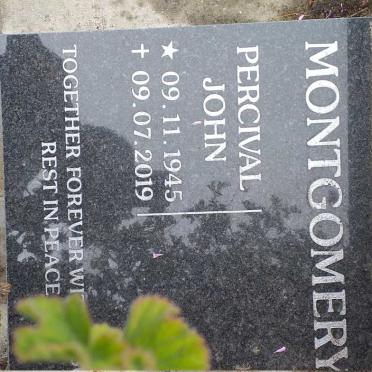 MONTGOMERY
PERCIVAL
JOHN
★ 09.11.1945
✝ 09.07.2019
TOGETHER FOREVER
REST IN PEACE